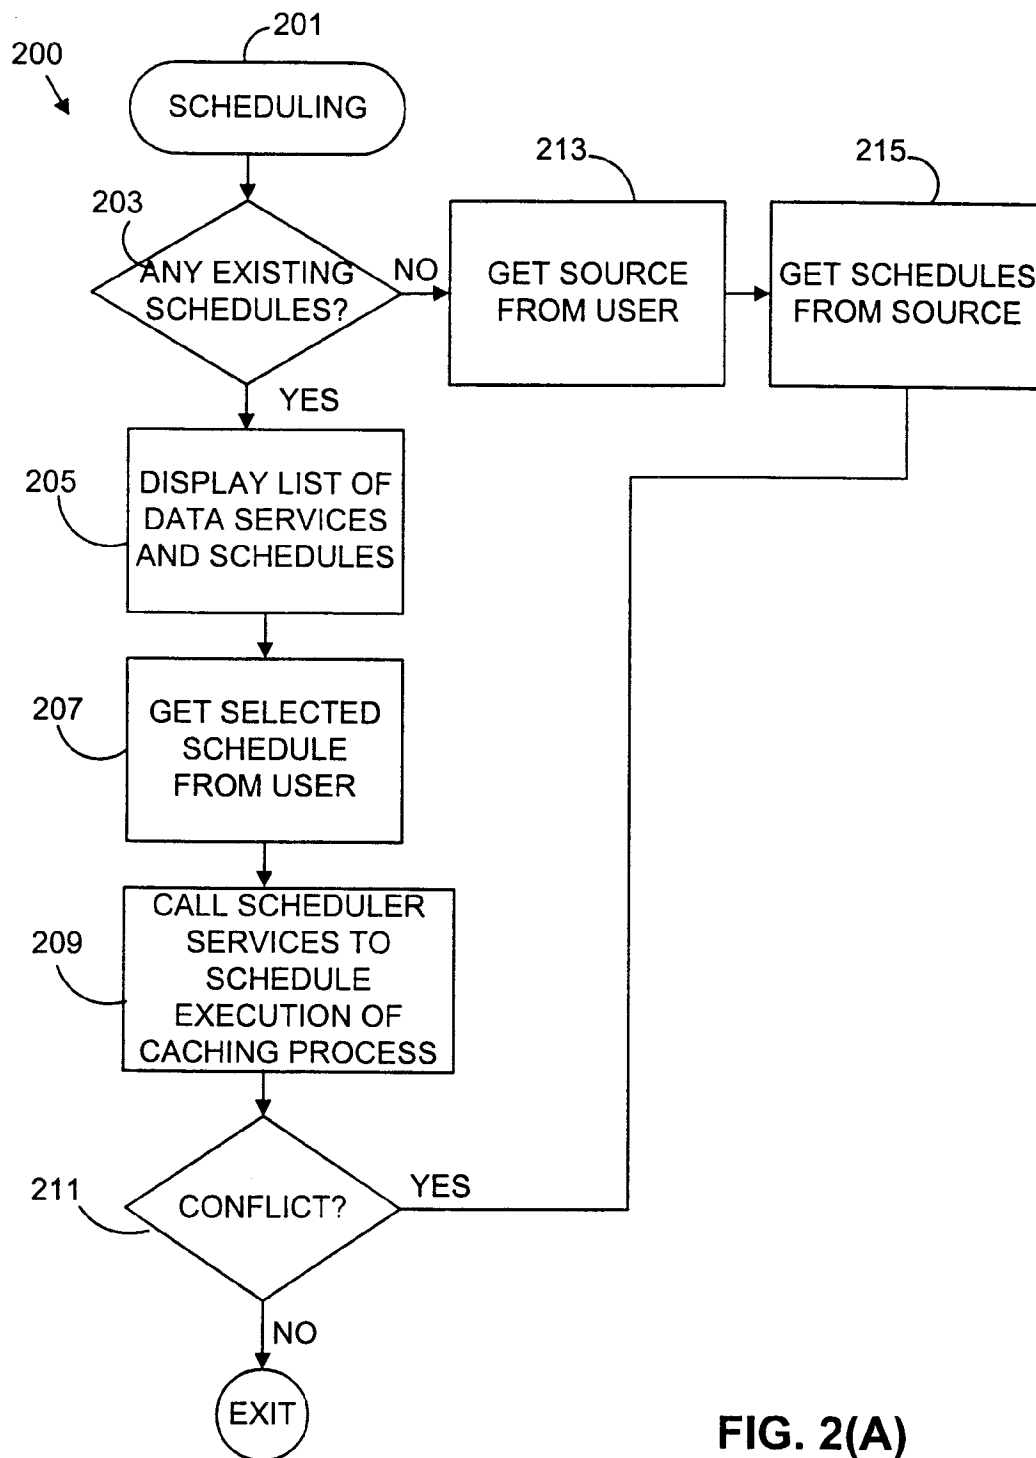 200
201
SCHEDULING
203
ANY EXISTING
SCHEDULES?
NO
YES
213
GET SOURCE
FROM USER
215
GET SCHEDULES
FROM SOURCE
205
DISPLAY LIST OF
DATA SERVICES
AND SCHEDULES
207
GET SELECTED
SCHEDULE
FROM USER
209
CALL SCHEDULER
SERVICES TO
SCHEDULE
EXECUTION OF
CACHING PROCESS
211
CONFLICT?
YES
NO
EXIT
FIG. 2(A)